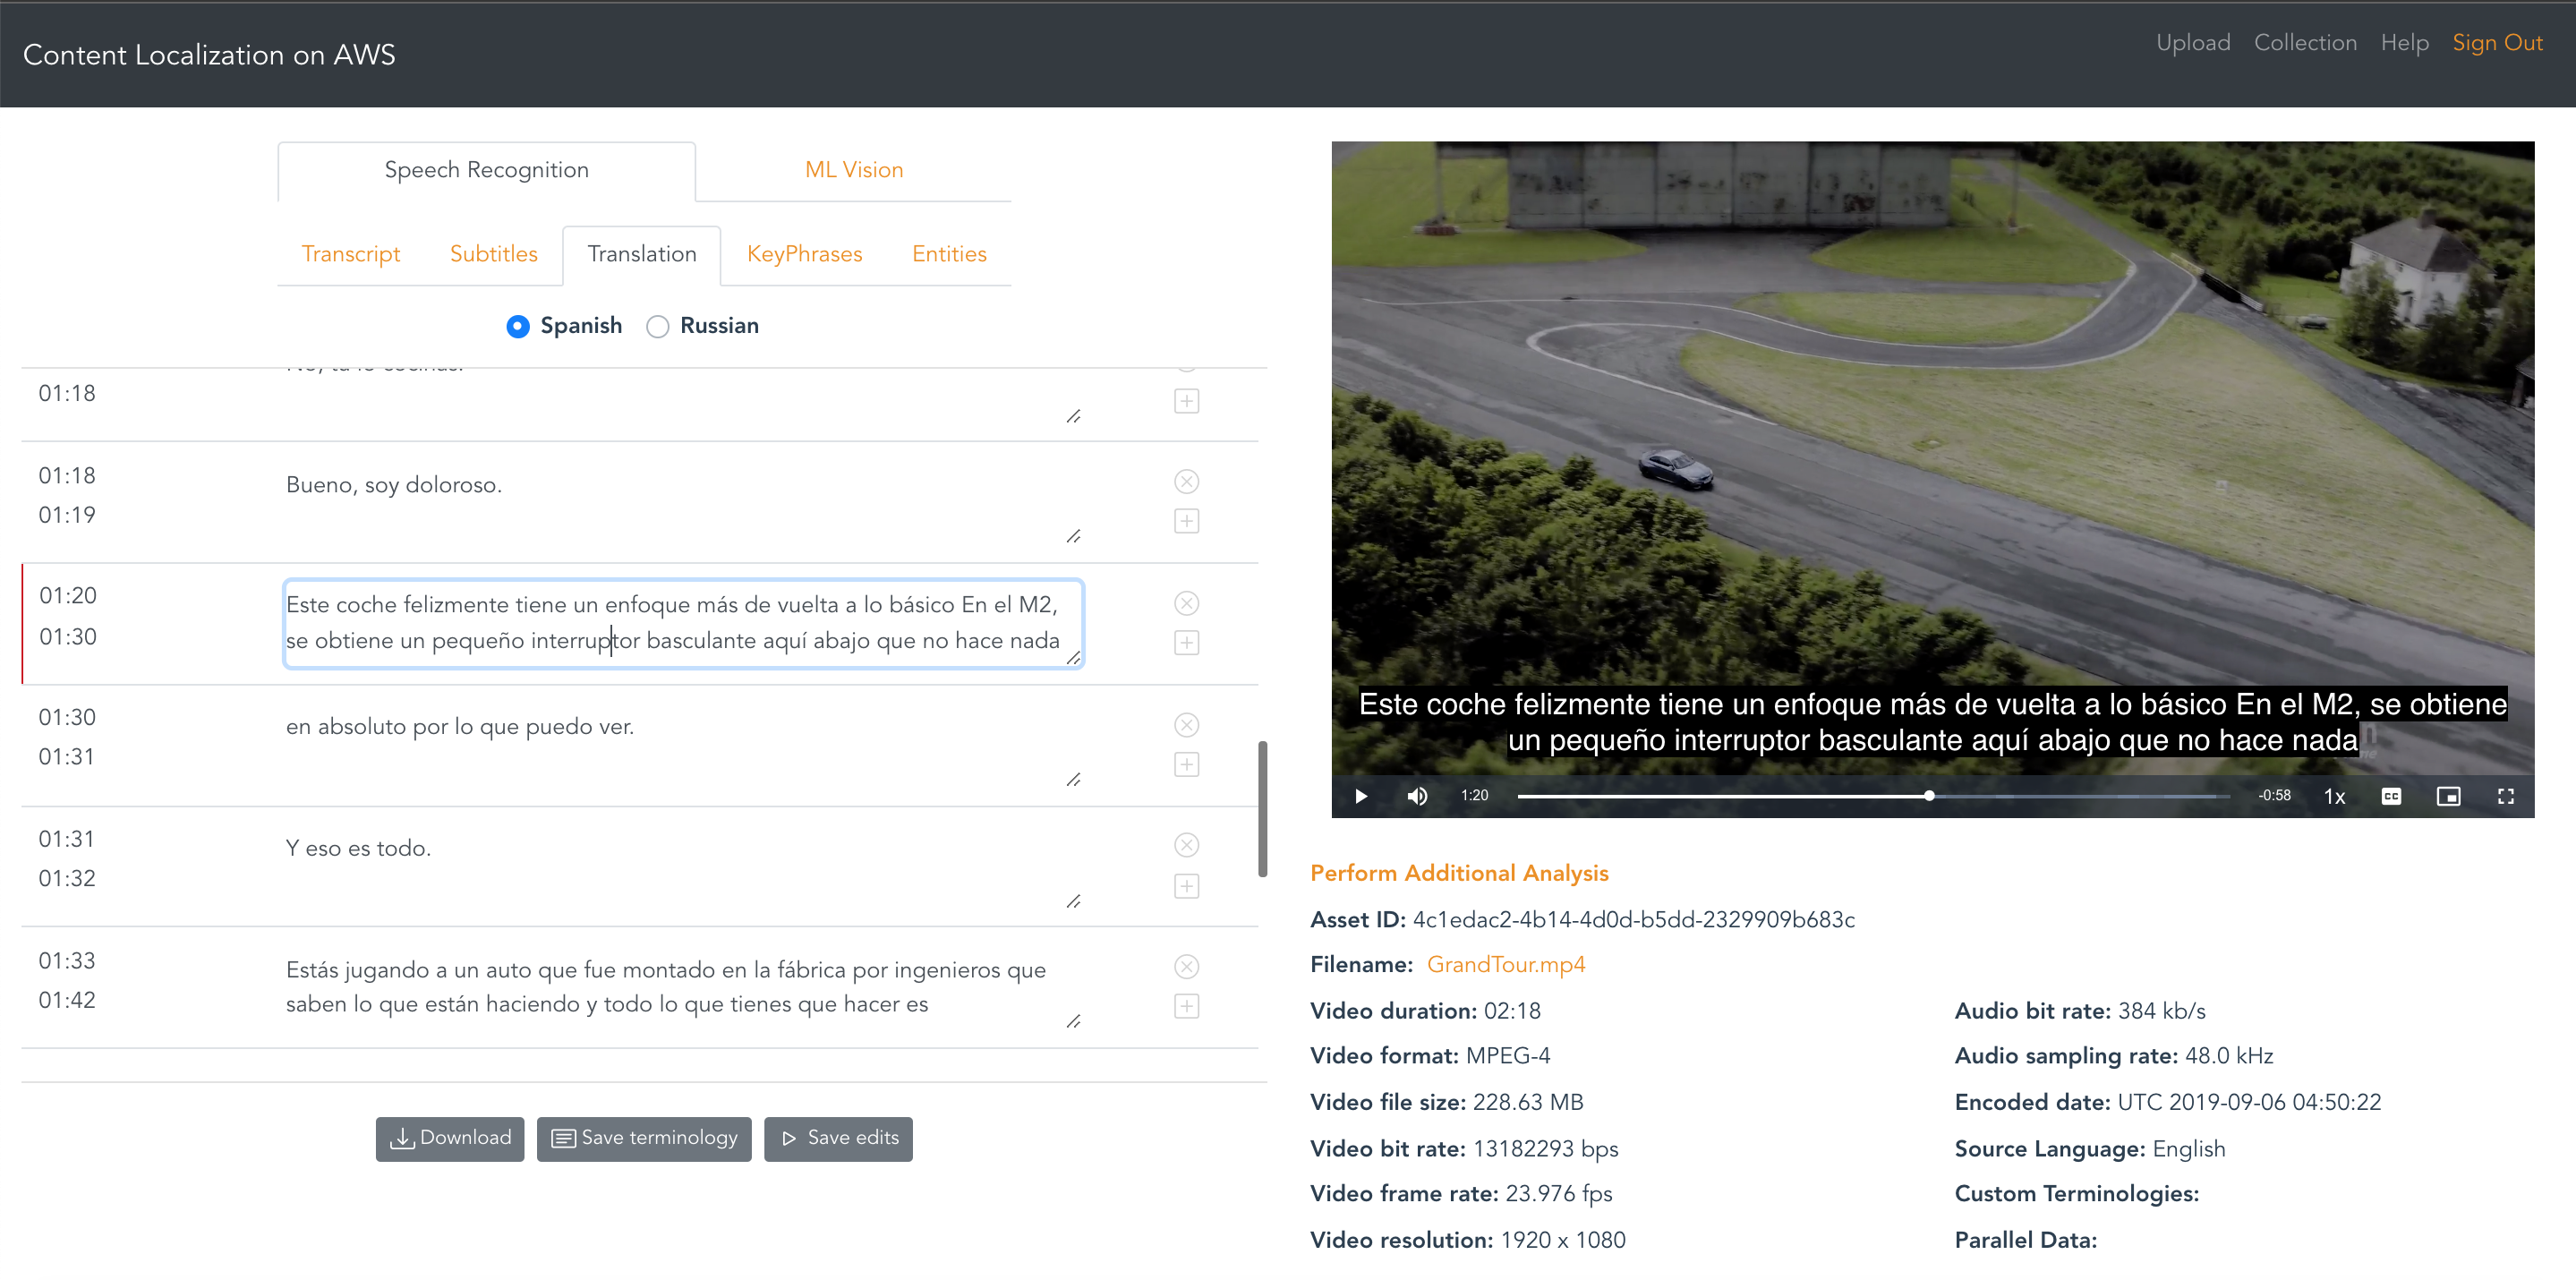 Content Localization on AWS
Upload Collection Help Sign Out
Speech Recognition ML Vision
Transcript Subtitles Translation KeyPhrases Entities
Spanish Russian
01:18
01:18
01:19
Bueno, soy doloroso.
01:20
01:30
Este coche felizmente tiene un enfoque más de vuelta a lo básico En el M2,
se obtiene un pequeño interruptor basculante aquí abajo que no hace nada
01:30
01:31
en absoluto por lo que puedo ver.
01:31
01:32
Y eso es todo.
01:33
01:42
Estás jugando a un auto que fue montado en la fábrica por ingenieros que
saben lo que están haciendo y todo lo que tienes que hacer es
Download Save terminology Save edits
Este coche felizmente tiene un enfoque más de vuelta a lo básico En el M2, se obtiene
un pequeño interruptor basculante aquí abajo que no hace nada
1:20 -0:58 1x CC
Perform Additional Analysis
Asset ID: 4c1edac2-4b14-4d0d-b5dd-2329909b683c
Filename: GrandTour.mp4
Video duration: 02:18
Video format: MPEG-4
Video file size: 228.63 MB
Video bit rate: 13182293 bps
Video frame rate: 23.976 fps
Video resolution: 1920 x 1080
Audio bit rate: 384 kb/s
Audio sampling rate: 48.0 kHz
Encoded date: UTC 2019-09-06 04:50:22
Source Language: English
Custom Terminologies:
Parallel Data: